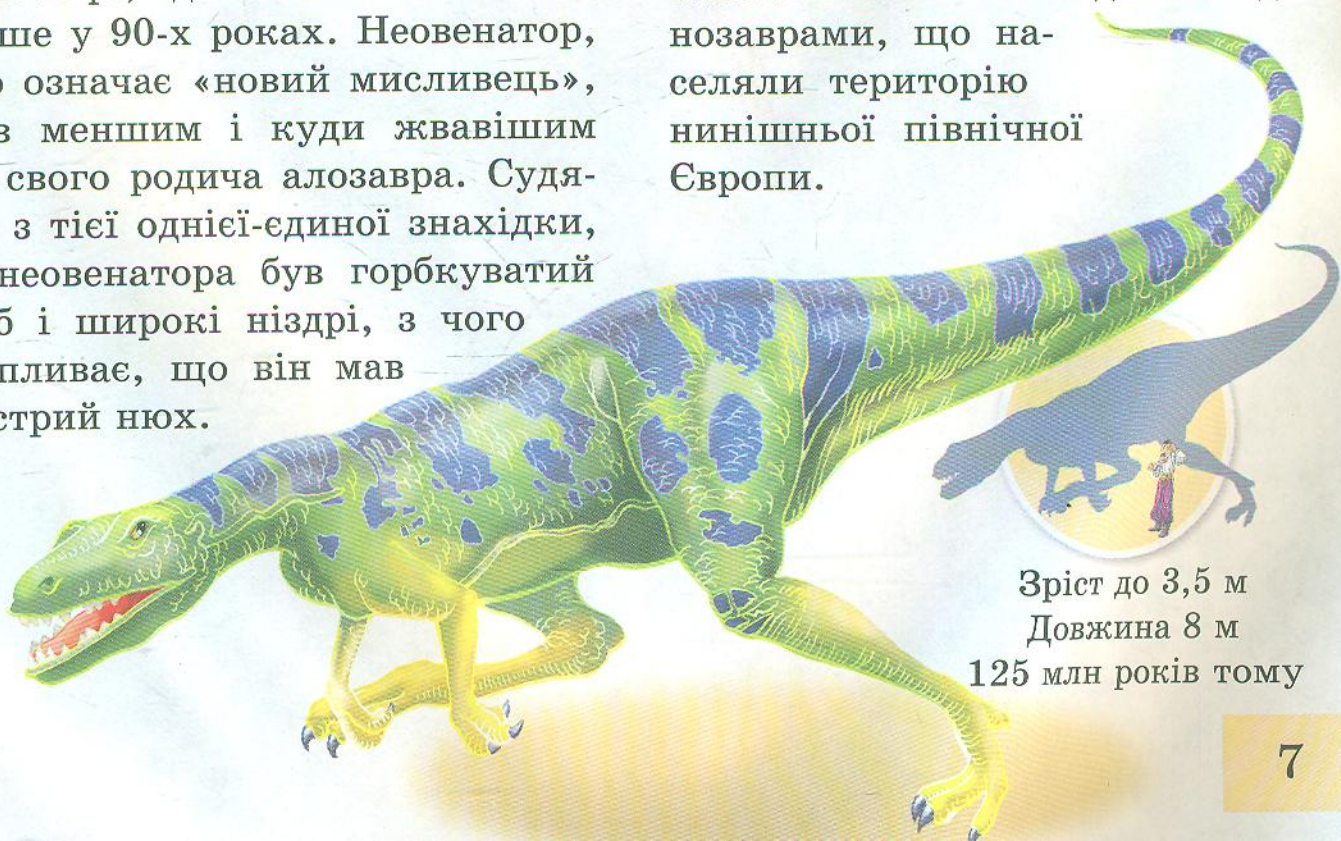 ше у 90-х роках. Неовенатор,
о означає «новий мисливець»,
в меншим і куди жвавішим
свого родича алозавра. Судя-
з тієї однієї-єдиної знахідки,
неовенатора був горбкуватий
б і широкі ніздрі, з чого
пливає, що він мав
стрий нюх.
нозаврами, що на-
селяли територію
нинішньої північної
Європи.
Зріст до 3,5 м
Довжина 8 м
125 млн років тому
7